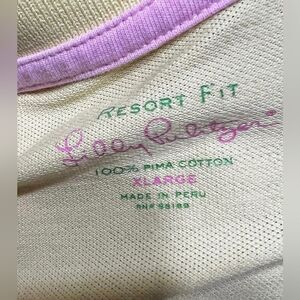 RESORT FIT
Lilly Pulitzer®
100% PIMA COTTON
XLARGE
MADE IN PERU